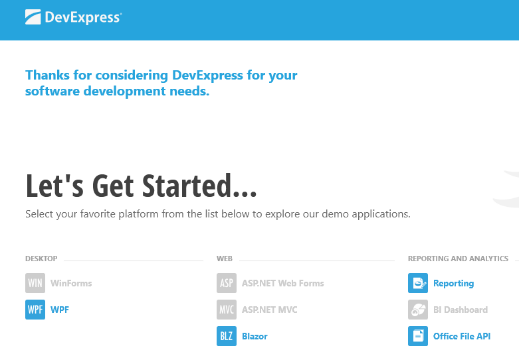 DevExpress
Thanks for considering DevExpress for your
software development needs.
Let's Get Started...
Select your favorite platform from the list below to explore our demo applications.
DESKTOP
WIN WinForms
WPF WPF
WEB
ASP ASP.NET Web Forms
MVC ASP.NET MVC
BLZ Blazor
REPORTING AND ANALYTICS
Reporting
BI Dashboard
Office File API